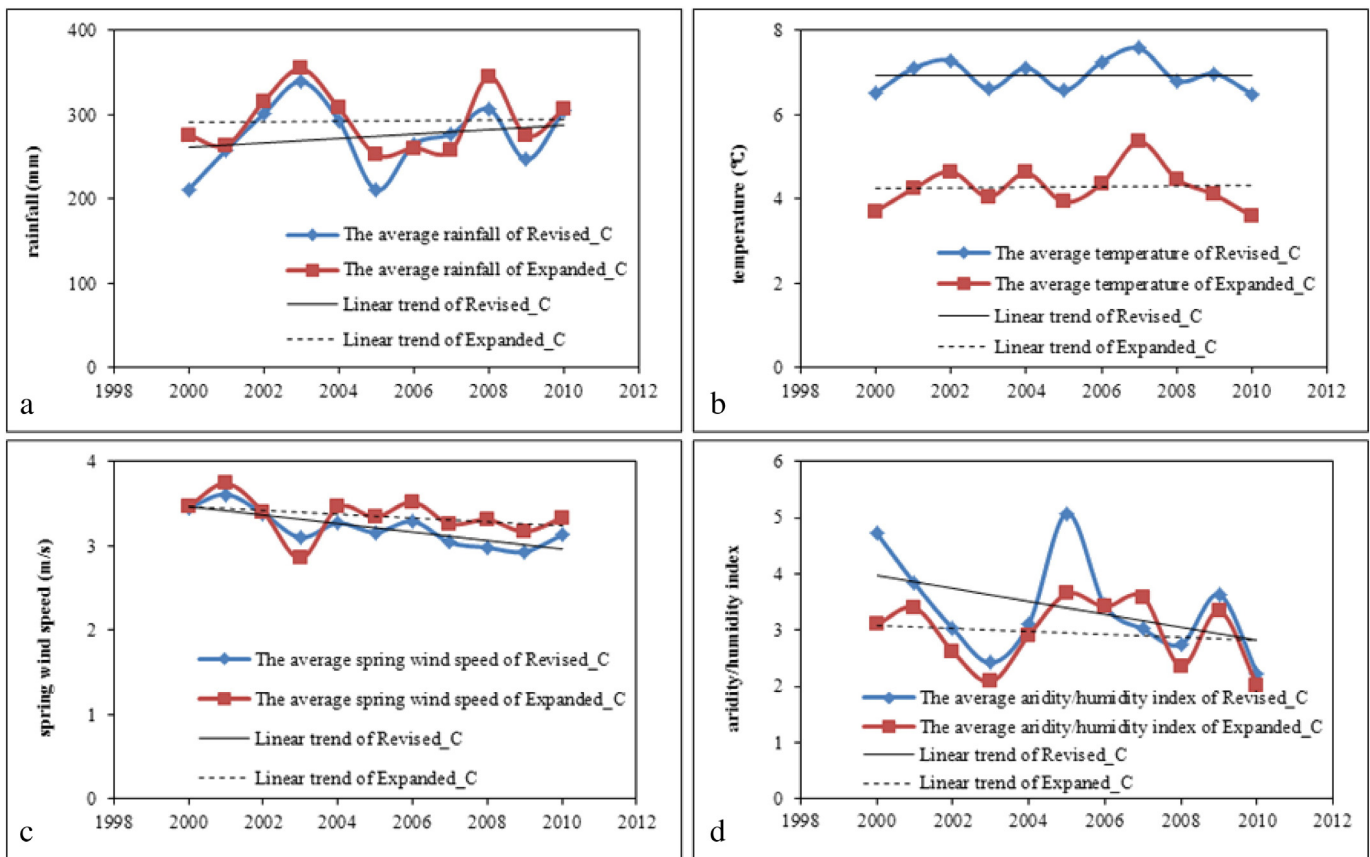 400
300
200
100
0
rainfall (mm)
The average rainfall of Revised_C
The average rainfall of Expanded_C
Linear trend of Revised_C
Linear trend of Expanded_C
1998 2000 2002 2004 2006 2008 2010 2012
a
8
6
4
2
0
temperature (℃)
The average temperature of Revised_C
The average temperature of Expanded_C
Linear trend of Revised_C
Linear trend of Expanded_C
1998 2000 2002 2004 2006 2008 2010 2012
b
4
3
2
1
0
spring wind speed (m/s)
The average spring wind speed of Revised_C
The average spring wind speed of Expanded_C
Linear trend of Revised_C
Linear trend of Expanded_C
1998 2000 2002 2004 2006 2008 2010 2012
c
6
5
4
3
2
1
0
aridity/humidity index
The average aridity/humidity index of Revised_C
The average aridity/humidity index of Expanded_C
Linear trend of Revised_C
Linear trend of Expaned_C
1998 2000 2002 2004 2006 2008 2010 2012
d